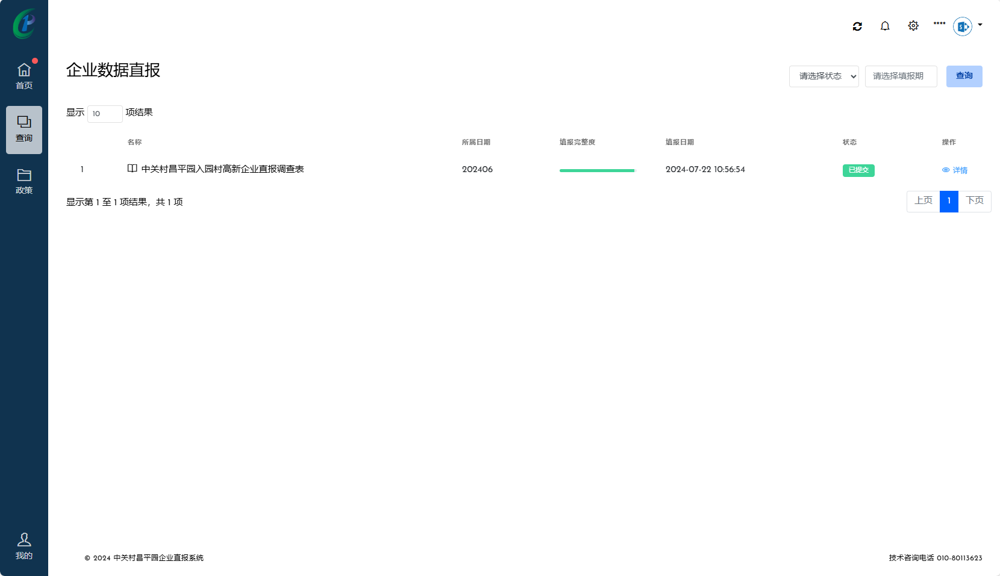 ****
首页
查询
政策
我的
企业数据直报
请选择状态 请选择填报期 查询
显示 10 项结果
名称 所属日期 填报完整度 填报日期 状态 操作
1 中关村昌平园入园村高新企业直报调查表 202406 2024-07-22 10:56:54 已提交 详情
显示第 1 至 1 项结果，共 1 项
上页 1 下页
© 2024 中关村昌平园企业直报系统
技术咨询电话 010-80113623